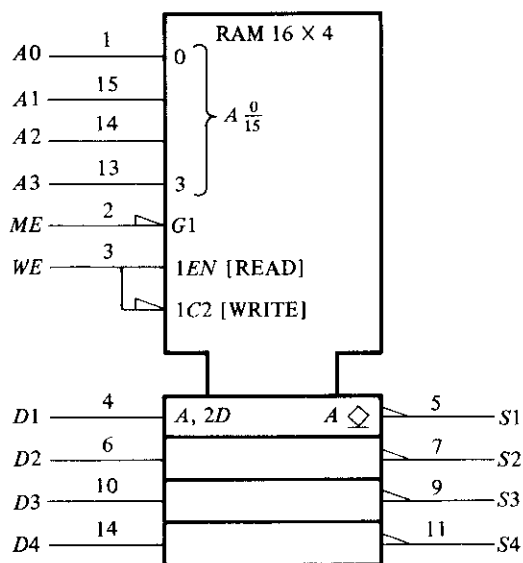 RAM 16 × 4
A0 1 0
A1 15
A 0/15
A2 14
A3 13 3
ME 2 G1
WE 3 1EN [READ]
1C2 [WRITE]
D1 4 A, 2D A 5 S1
D2 6 7 S2
D3 10 9 S3
D4 14 11 S4